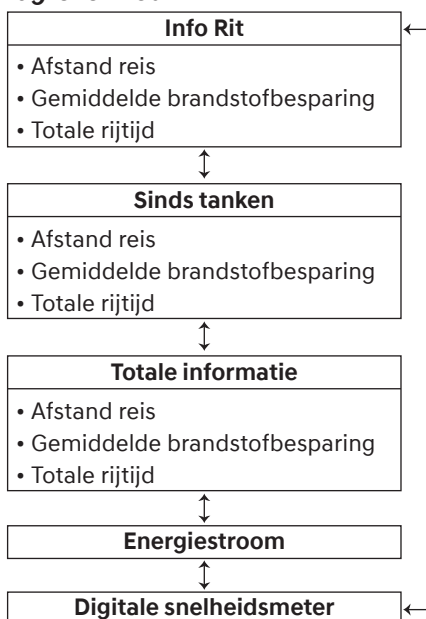 Info Rit
• Afstand reis
• Gemiddelde brandstofbesparing
• Totale rijtijd
Sinds tanken
• Afstand reis
• Gemiddelde brandstofbesparing
• Totale rijtijd
Totale informatie
• Afstand reis
• Gemiddelde brandstofbesparing
• Totale rijtijd
Energiestroom
Digitale snelheidsmeter